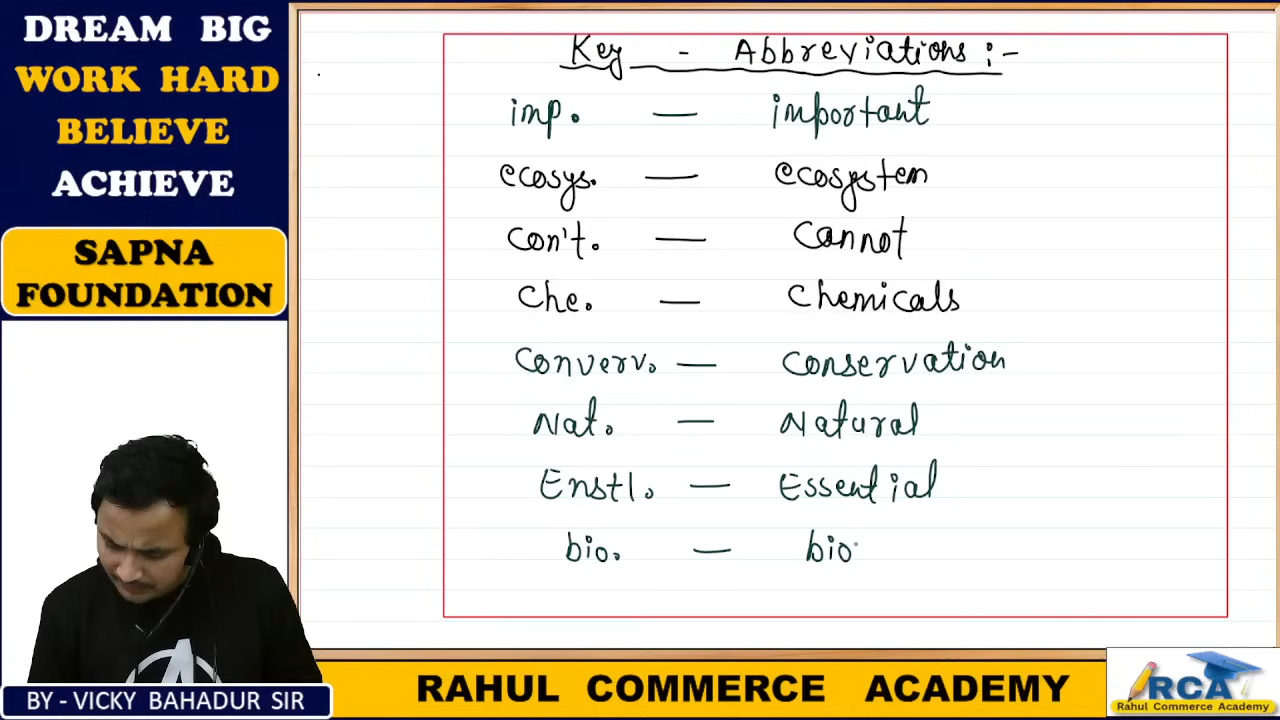 DREAM BIG
WORK HARD
BELIEVE
ACHIEVE
SAPNA
FOUNDATION
Key - Abbreviations :-
imp. — important
ecosys. — ecosystem
con't. — cannot
che. — chemicals
converv. — conservation
Nat. — Natural
Enstl. — Essential
bio. — bio
BY - VICKY BAHADUR SIR
RAHUL COMMERCE ACADEMY
RCA
Rahul Commerce Academy